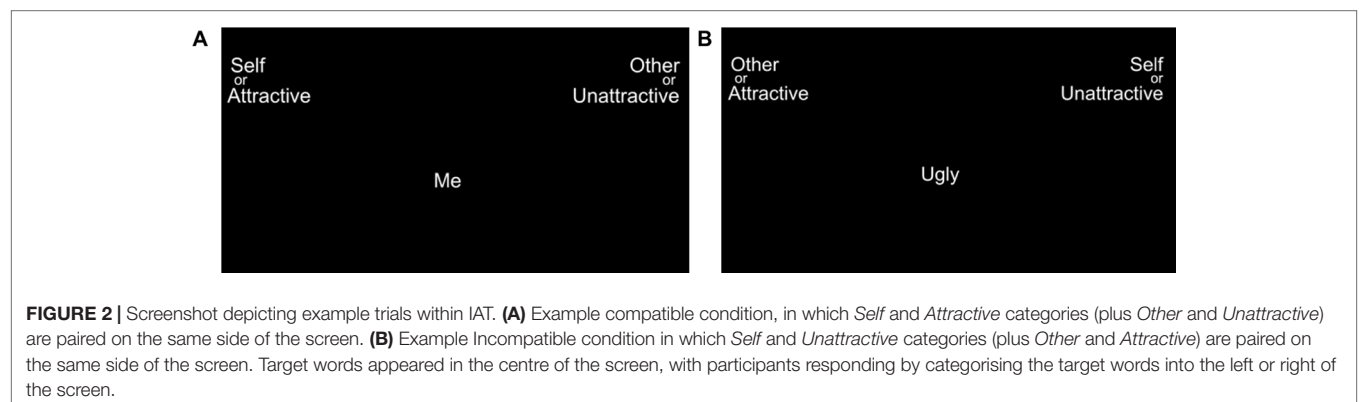 A
Self
or
Attractive
Other
or
Unattractive
Me
B
Other
or
Attractive
Self
or
Unattractive
Ugly
FIGURE 2 | Screenshot depicting example trials within IAT. (A) Example compatible condition, in which Self and Attractive categories (plus Other and Unattractive)
are paired on the same side of the screen. (B) Example Incompatible condition in which Self and Unattractive categories (plus Other and Attractive) are paired on
the same side of the screen. Target words appeared in the centre of the screen, with participants responding by categorising the target words into the left or right of
the screen.